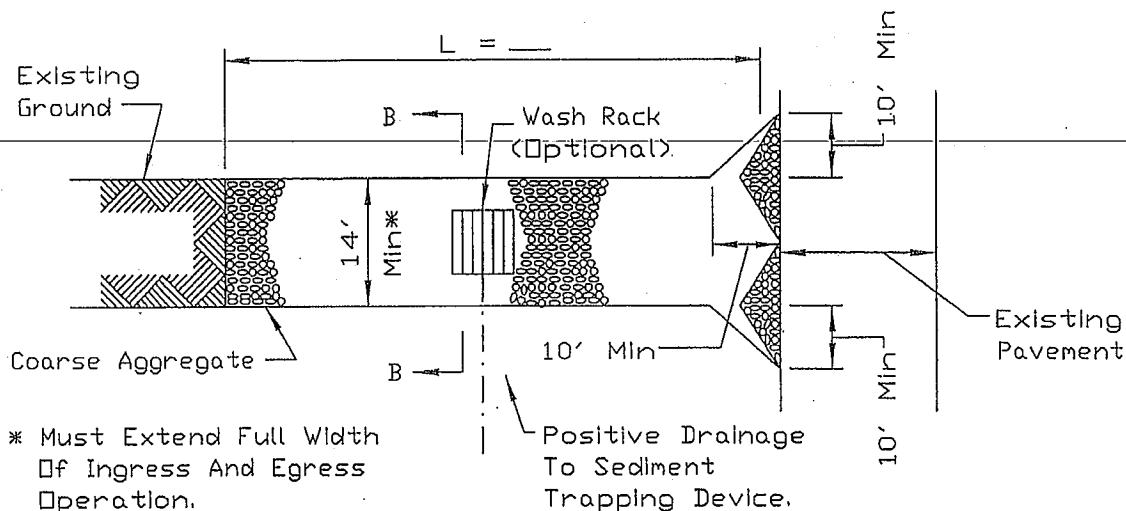 L = ___
Existing
Ground
B
Wash Rack
(Optional)
10' Min
14'
Min*
Coarse Aggregate
B
10' Min
Existing
Pavement
10' Min
* Must Extend Full Width
Of Ingress And Egress
Operation.
Positive Drainage
To Sediment
Trapping Device.